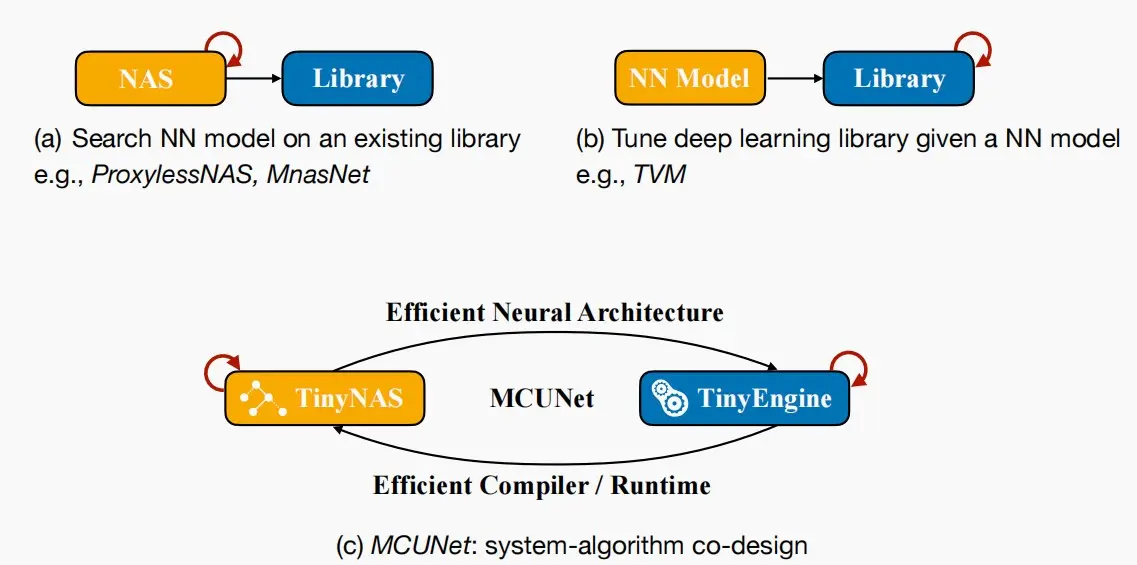 NAS
Library
(a) Search NN model on an existing library
e.g., ProxylessNAS, MnasNet
NN Model
Library
(b) Tune deep learning library given a NN model
e.g., TVM
Efficient Neural Architecture
TinyNAS
MCUNet
TinyEngine
Efficient Compiler / Runtime
(c) MCUNet: system-algorithm co-design